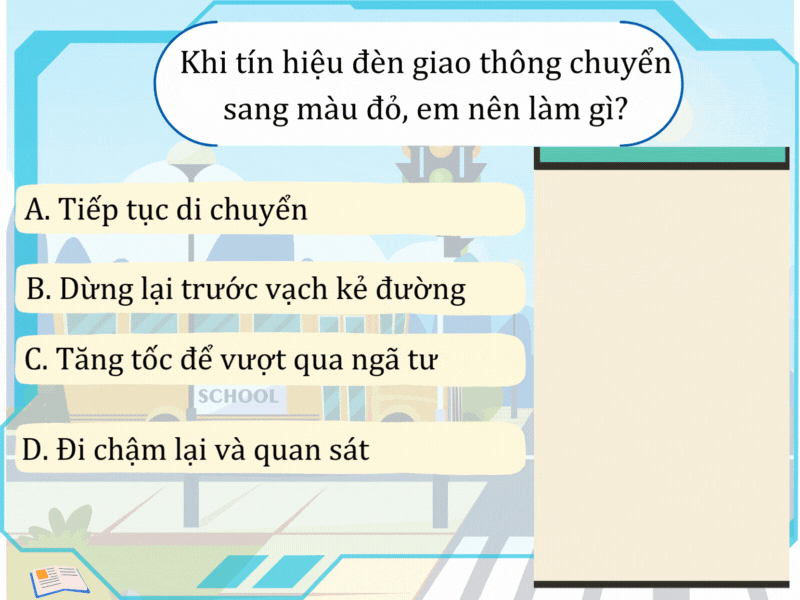 Khi tín hiệu đèn giao thông chuyển
sang màu đỏ, em nên làm gì?
A. Tiếp tục di chuyển
B. Dừng lại trước vạch kẻ đường
C. Tăng tốc để vượt qua ngã tư
SCHOOL
D. Đi chậm lại và quan sát